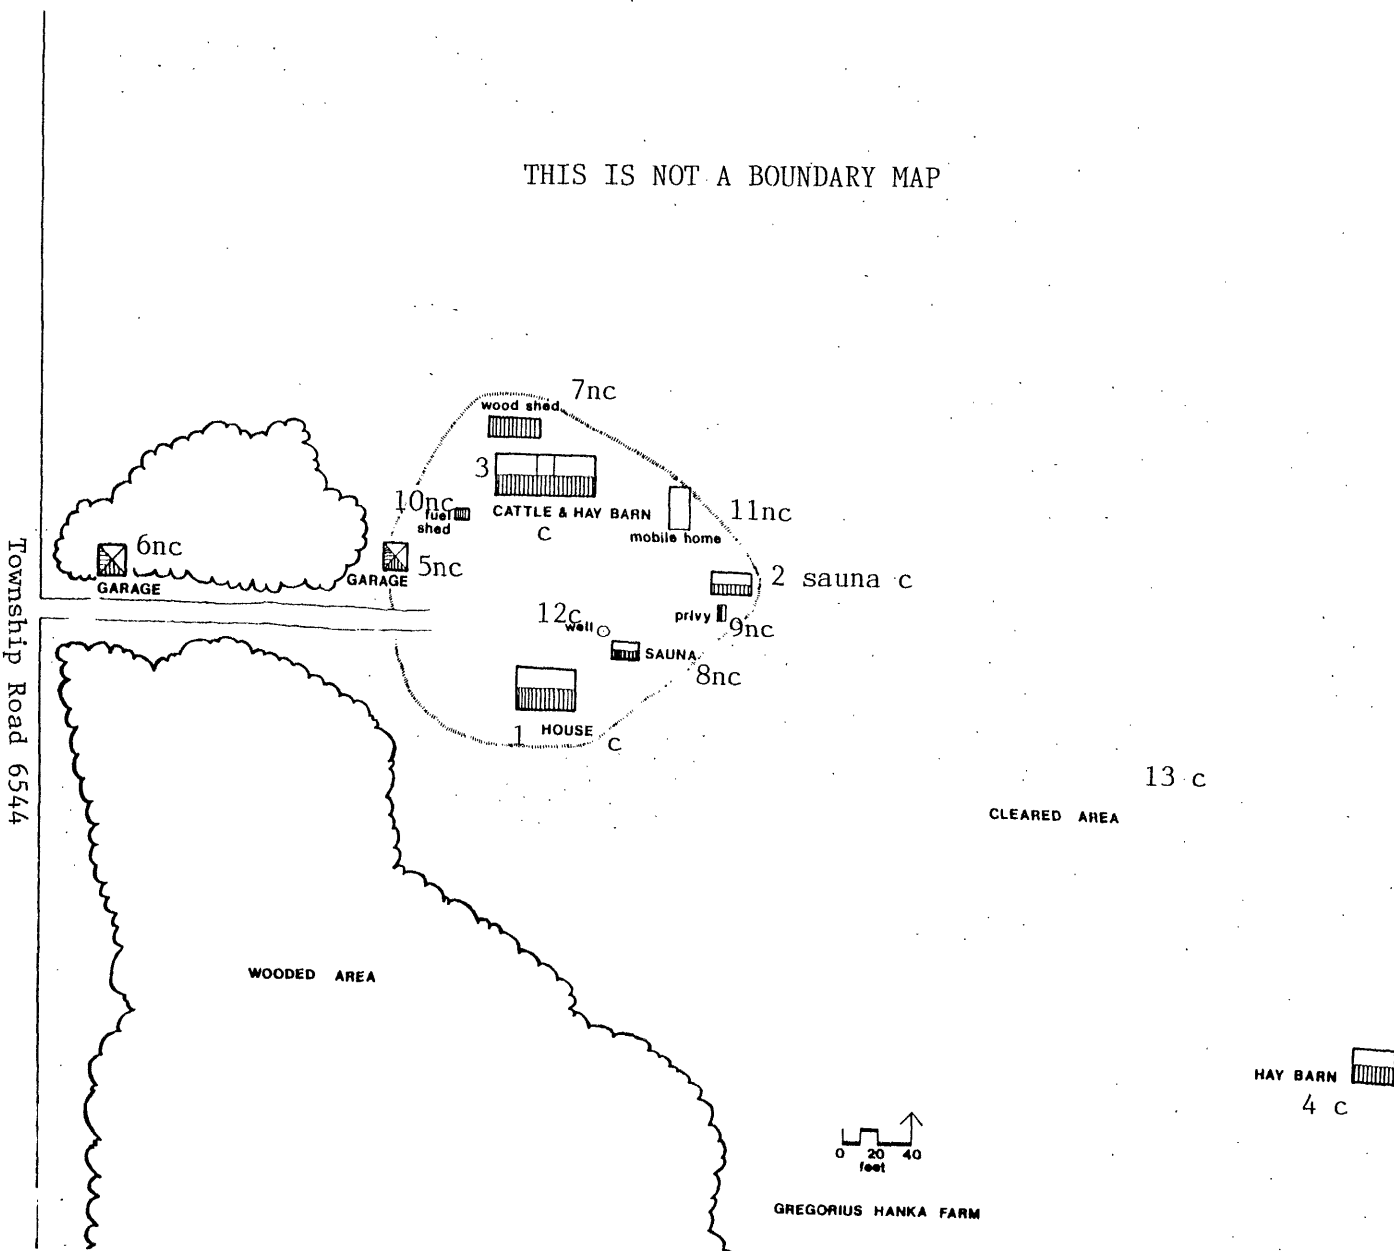 THIS IS NOT A BOUNDARY MAP
7nc
wood shed
3
10nc
fuel
shed
CATTLE & HAY BARN
c
11nc
mobile home
6nc
GARAGE
GARAGE
5nc
2 sauna c
privy
9nc
12c
well
SAUNA
8nc
1 HOUSE c
Township Road 6544
13 c
CLEARED AREA
WOODED AREA
HAY BARN
4 c
0 20 40
feet
GREGORIUS HANKA FARM